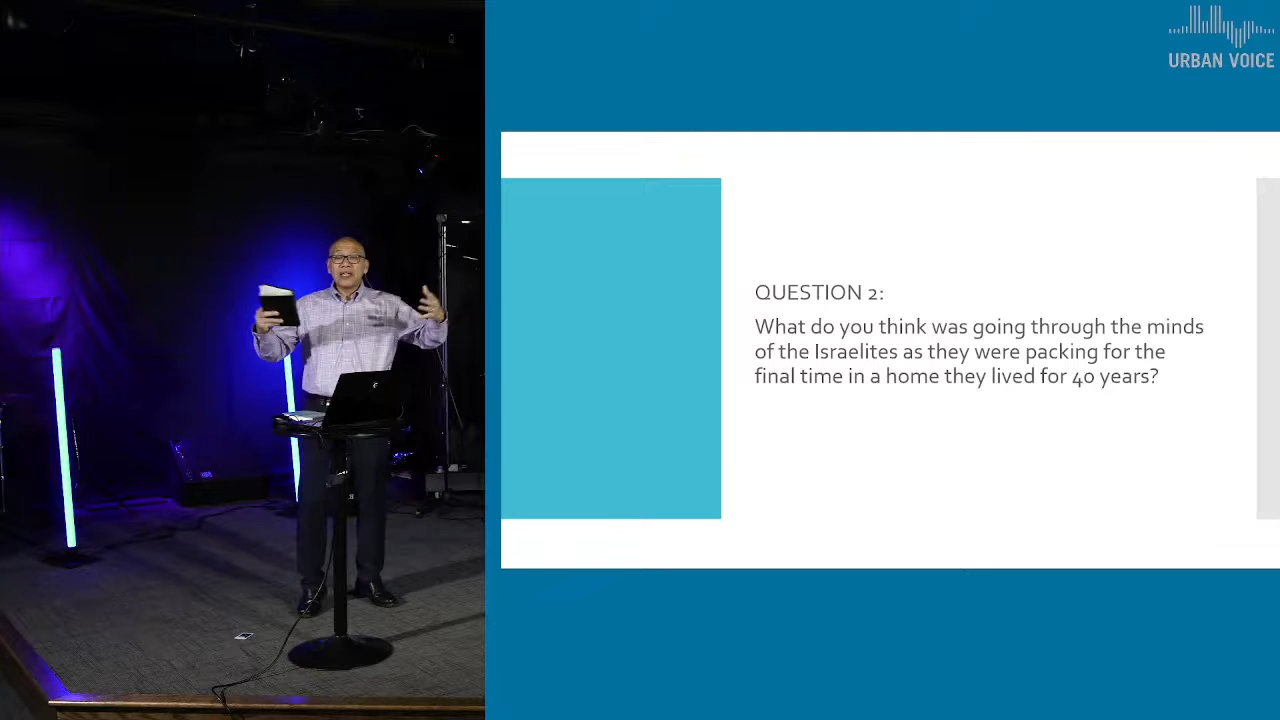 URBAN VOICE
QUESTION 2:
What do you think was going through the minds
of the Israelites as they were packing for the
final time in a home they lived for 40 years?